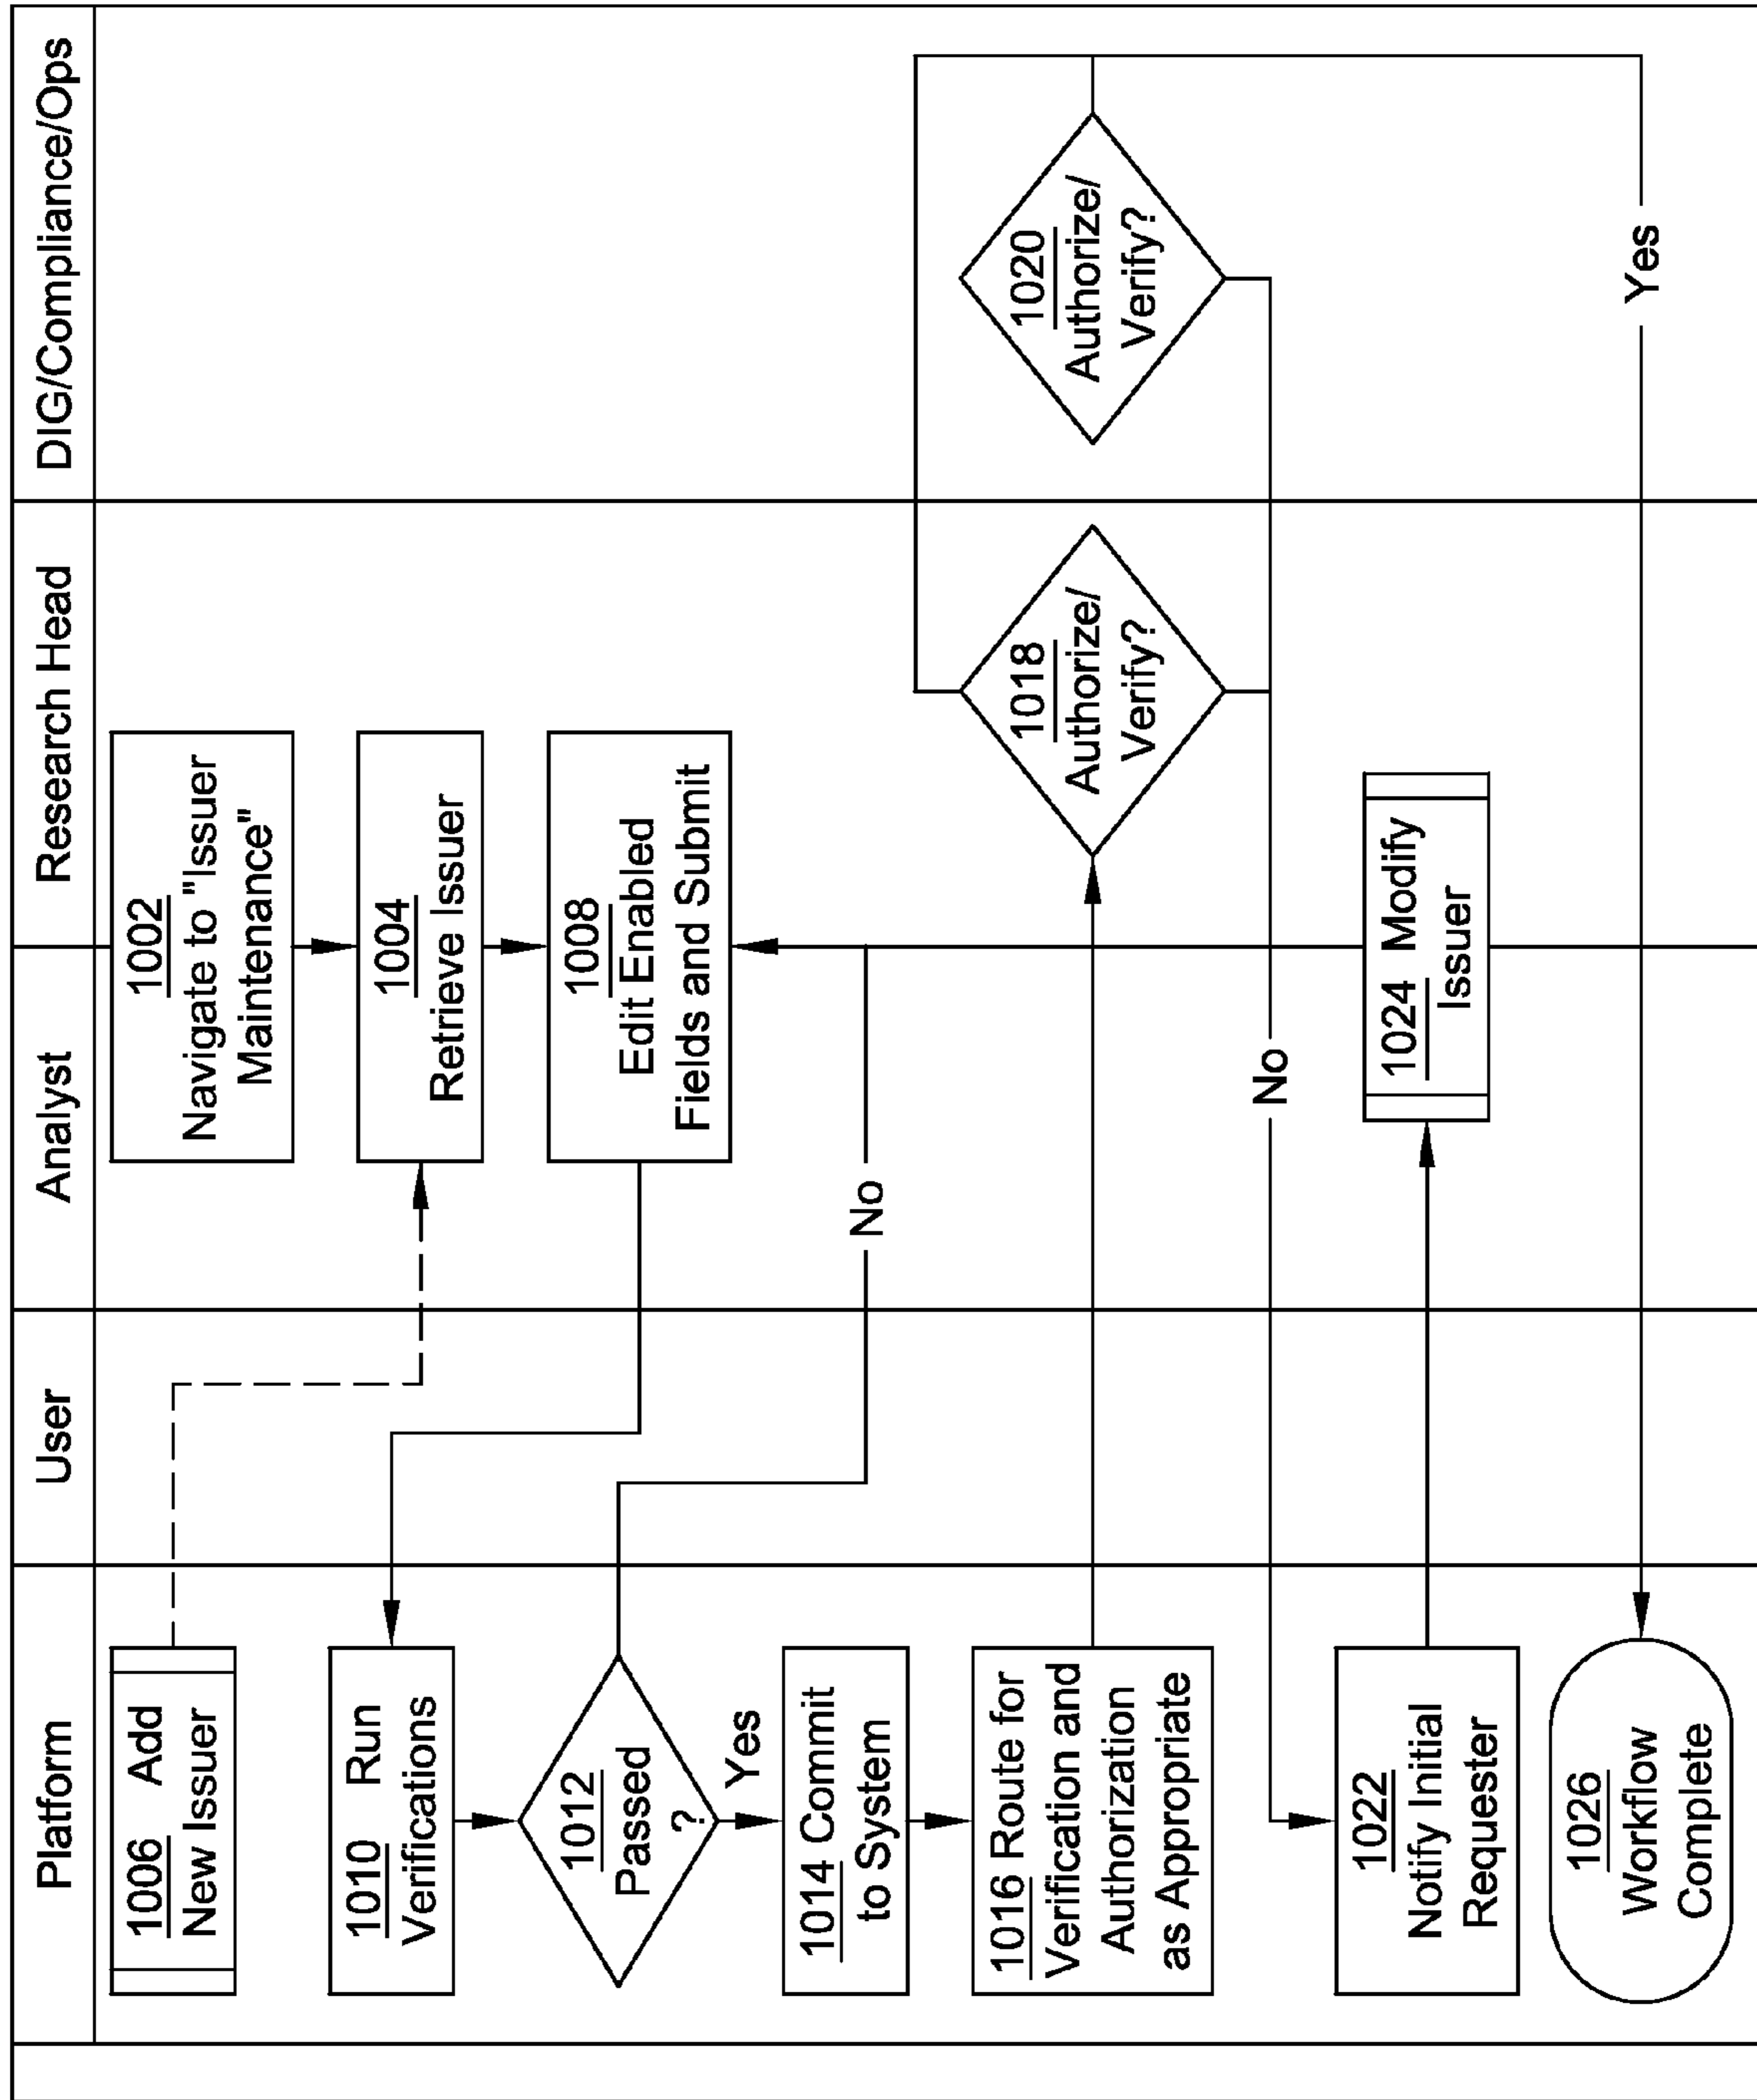 Platform
User
Analyst
Research Head
DIG/Compliance/Ops
1006 Add
New Issuer
1002
Navigate to "Issuer
Maintenance"
1004
Retrieve Issuer
1010 Run
Verifications
1008
Edit Enabled
Fields and Submit
1012
Passed
?
Yes
No
1014 Commit
to System
1016 Route for
Verification and
Authorization
as Appropriate
1018
Authorize/
Verify?
1020
Authorize/
Verify?
No
1022
Notify Initial
Requester
1024 Modify
Issuer
1026
Workflow
Complete
Yes